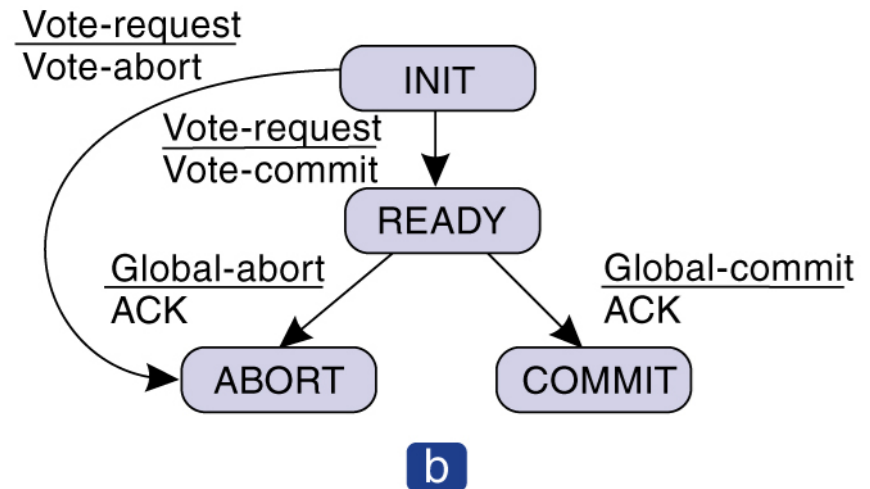 Vote-request
Vote-abort
INIT
Vote-request
Vote-commit
READY
Global-abort
ACK
Global-commit
ACK
ABORT
COMMIT
b